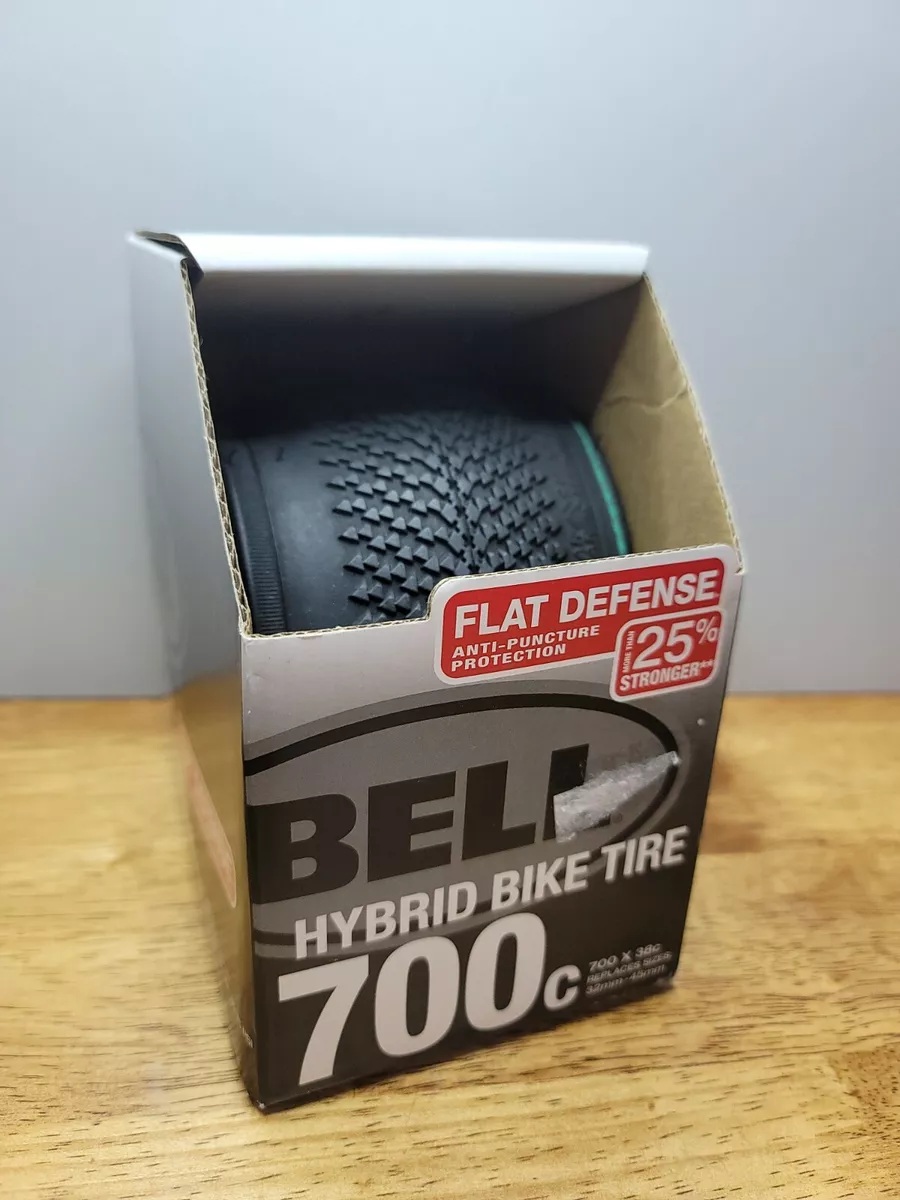 FLAT DEFENSE
ANTI-PUNCTURE
PROTECTION
MORE THAN
25%
STRONGER**
BELL
HYBRID BIKE TIRE
700c
700 X 38c
REPLACES SIZES
32mm-45mm